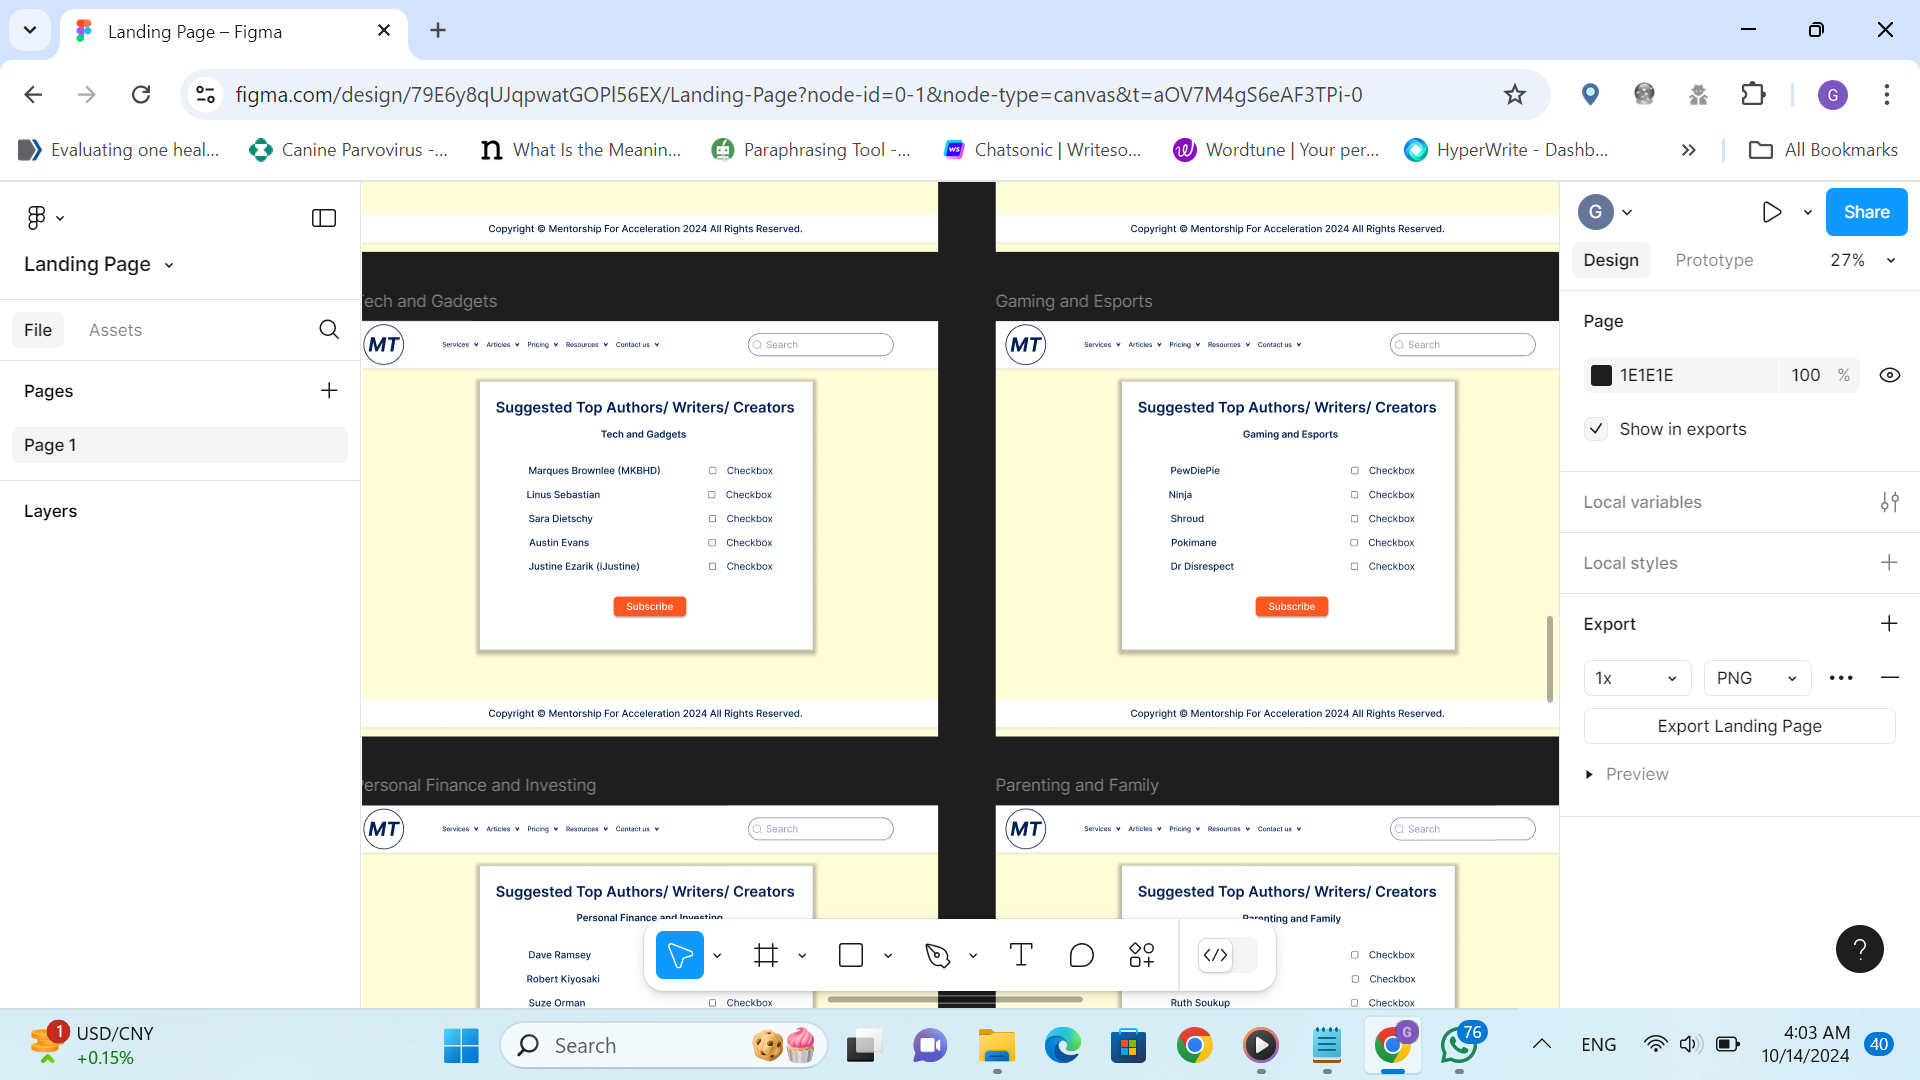 Landing Page – Figma
figma.com/design/79E6y8qUJqpwatGOPl56EX/Landing-Page?node-id=0-1&node-type=canvas&t=aOV7M4gS6eAF3TPi-0
G
Evaluating one heal...
Canine Parvovirus -...
What Is the Meanin...
Paraphrasing Tool -...
Chatsonic | Writeso...
Wordtune | Your per...
HyperWrite - Dashb...
All Bookmarks
Landing Page
File
Assets
Pages
Page 1
Layers
Copyright © Mentorship For Acceleration 2024 All Rights Reserved.
Copyright © Mentorship For Acceleration 2024 All Rights Reserved.
Tech and Gadgets
MT
Services
Articles
Pricing
Resources
Contact us
Search
Suggested Top Authors/ Writers/ Creators
Tech and Gadgets
Marques Brownlee (MKBHD)
Checkbox
Linus Sebastian
Checkbox
Sara Dietschy
Checkbox
Austin Evans
Checkbox
Justine Ezarik (iJustine)
Checkbox
Subscribe
Copyright © Mentorship For Acceleration 2024 All Rights Reserved.
Gaming and Esports
MT
Services
Articles
Pricing
Resources
Contact us
Search
Suggested Top Authors/ Writers/ Creators
Gaming and Esports
PewDiePie
Checkbox
Ninja
Checkbox
Shroud
Checkbox
Pokimane
Checkbox
Dr Disrespect
Checkbox
Subscribe
Copyright © Mentorship For Acceleration 2024 All Rights Reserved.
Personal Finance and Investing
MT
Services
Articles
Pricing
Resources
Contact us
Search
Suggested Top Authors/ Writers/ Creators
Personal Finance and Investing
Dave Ramsey
Robert Kiyosaki
Suze Orman
Checkbox
Parenting and Family
MT
Services
Articles
Pricing
Resources
Contact us
Search
Suggested Top Authors/ Writers/ Creators
Parenting and Family
Checkbox
Checkbox
Ruth Soukup
Checkbox
G
Share
Design
Prototype
27%
Page
1E1E1E
100
%
Show in exports
Local variables
Local styles
Export
1x
PNG
Export Landing Page
Preview
?
1
USD/CNY
+0.15%
Search
G
76
ENG
4:03 AM
10/14/2024
40